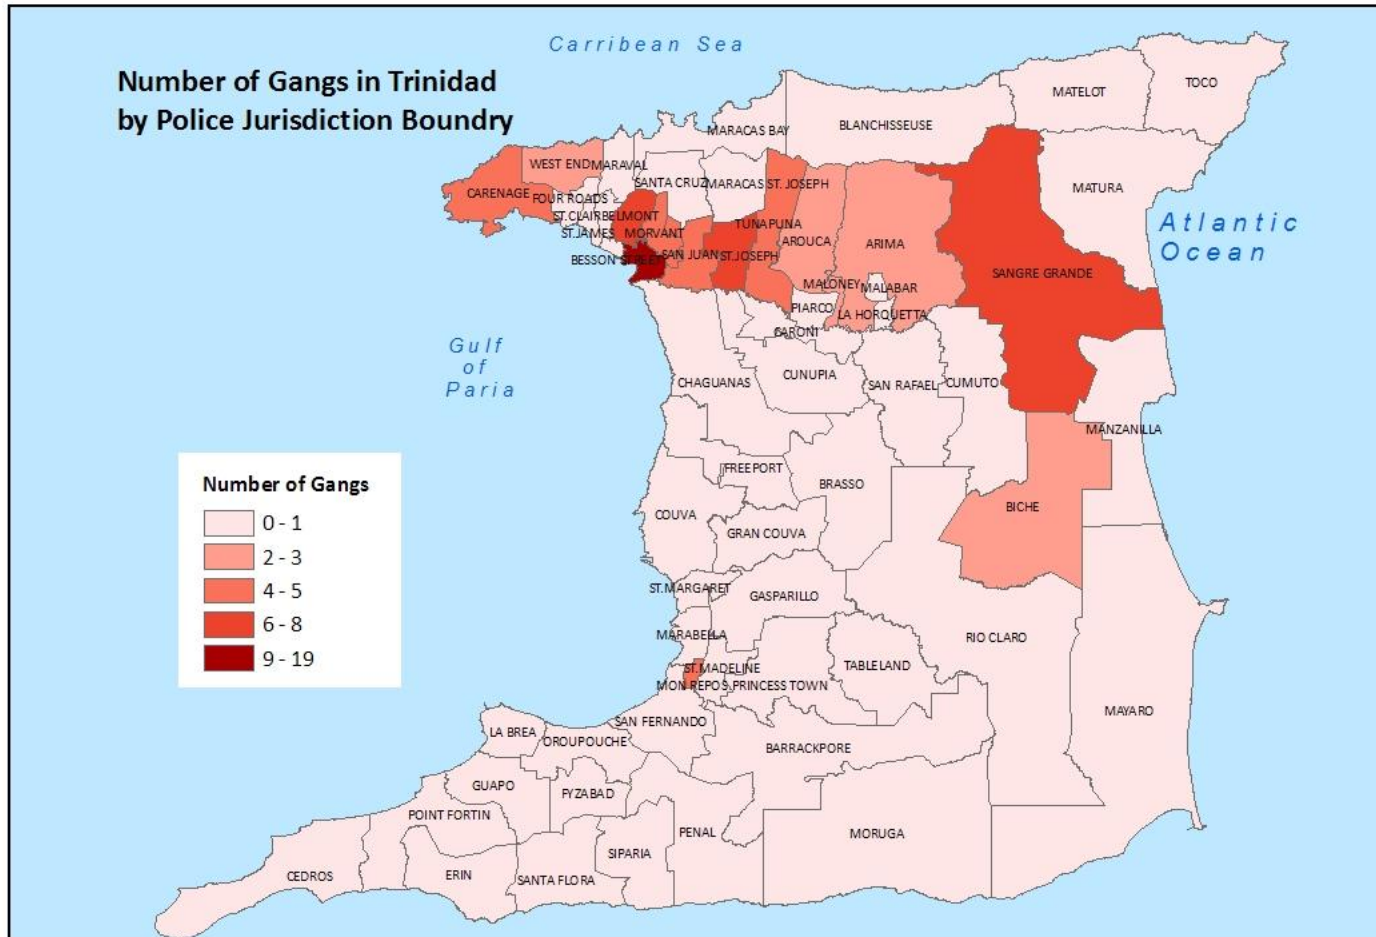 Carribean Sea
Number of Gangs in Trinidad
by Police Jurisdiction Boundry
TOCO
MATELOT
BLANCHISSEUSE
MARACAS BAY
WEST END
MARAVAL
SANTA CRUZ
MARACAS
ST. JOSEPH
MATURA
CARENAGE
FOUR ROADS
ST.CLAIR
BELMONT
ST.JAMES
MORVANT
TUNAPUNA
AROUCA
ARIMA
Atlantic
Ocean
BESSON STREET
SAN JUAN
ST.JOSEPH
SANGRE GRANDE
MALONEY
MALABAR
PIARCO
LA HORQUETTA
CARONI
Gulf
of
Paria
CHAGUANAS
CUNUPIA
SAN RAFAEL
CUMUTO
MANZANILLA
FREEPORT
BRASSO
COUVA
BICHE
GRAN COUVA
Number of Gangs
0 - 1
2 - 3
4 - 5
6 - 8
9 - 19
ST.MARGARET
GASPARILLO
MARABELLA
RIO CLARO
ST.MADELINE
TABLELAND
MON REPOS
PRINCESS TOWN
MAYARO
SAN FERNANDO
LA BREA
OROUPOUCHE
BARRACKPORE
GUAPO
FYZABAD
POINT FORTIN
PENAL
MORUGA
SIPARIA
CEDROS
ERIN
SANTA FLORA